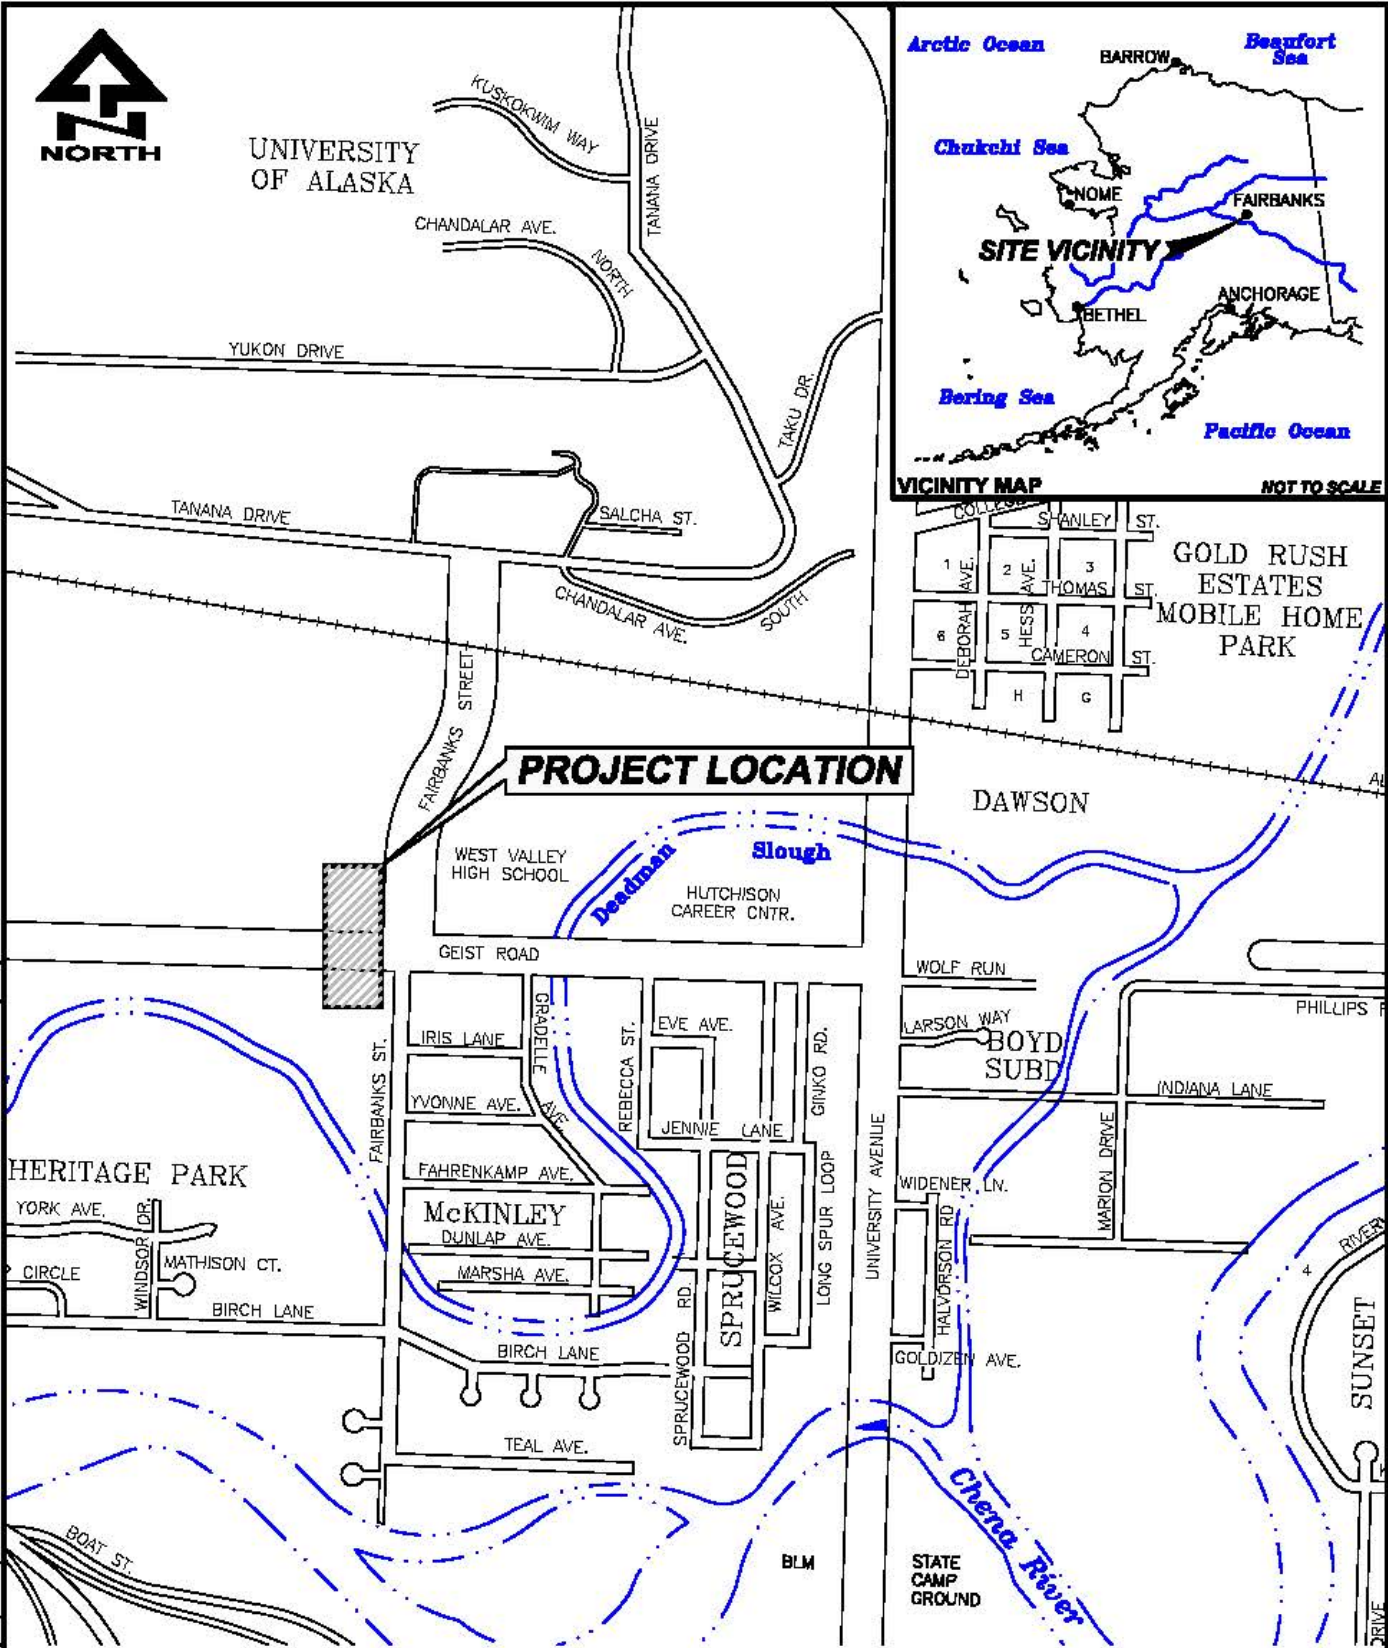 NORTH
UNIVERSITY
OF ALASKA
KUSKOKWIM WAY
TANANA DRIVE
CHANDALAR AVE.
NORTH
YUKON DRIVE
TAKU DR.
Arctic Ocean
Beaufort
Sea
BARROW
Chukchi Sea
NOME
FAIRBANKS
SITE VICINITY
ANCHORAGE
BETHEL
Bering Sea
Pacific Ocean
VICINITY MAP
NOT TO SCALE
TANANA DRIVE
SALCHA ST.
CHANDALAR AVE.
SOUTH
SHANLEY ST.
1
2
3
THOMAS ST.
DEBORAH AVE.
HESS AVE.
6
5
4
CAMERON ST.
H
G
GOLD RUSH
ESTATES
MOBILE HOME
PARK
FAIRBANKS STREET
PROJECT LOCATION
DAWSON
WEST VALLEY
HIGH SCHOOL
Deadman Slough
HUTCHISON
CAREER CNTR.
GEIST ROAD
WOLF RUN
PHILLIPS
IRIS LANE
GRADELLE AVE.
REBECCA ST.
EVE AVE.
GINKO RD.
LARSON WAY
BOYD
SUBD
INDIANA LANE
FAIRBANKS ST.
YVONNE AVE.
JENNIE LANE
UNIVERSITY AVENUE
MARION DRIVE
HERITAGE PARK
FAHRENKAMP AVE.
WIDENER LN.
YORK AVE.
WINDSOR DR.
McKINLEY
DUNLAP AVE.
SPRUCEWOOD
WILCOX AVE.
LONG SPUR LOOP
HALVORSON RD
MATHISON CT.
CIRCLE
MARSHA AVE.
4
BIRCH LANE
SPRUCEWOOD RD
BIRCH LANE
GOLDIZEN AVE.
SUNSET
TEAL AVE.
Chena River
BOAT ST.
BLM
STATE
CAMP
GROUND